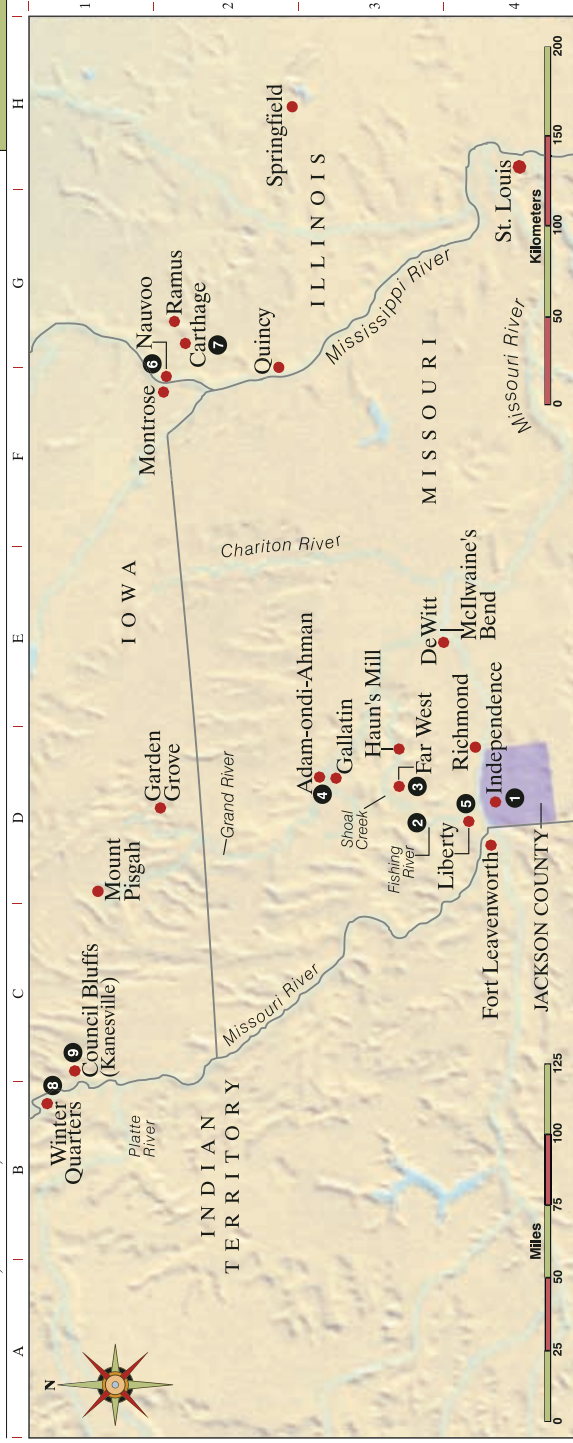 A
B
C
D
E
F
G
H
1
2
3
4
N
Winter
Quarters
8
9
Council Bluffs
(Kanesville)
Platte
River
Mount
Pisgah
Garden
Grove
IOWA
Montrose
6
Nauvoo
Ramus
Carthage
7
Quincy
Springfield
ILLINOIS
INDIAN
TERRITORY
Missouri River
Grand River
Chariton River
Mississippi River
Adam-ondi-Ahman
4
Gallatin
Shoal
Creek
Haun's Mill
Far West
3
2
Fishing
River
MISSOURI
Liberty
5
Richmond
DeWitt
McIlwaine's
Bend
Independence
1
Fort Leavenworth
JACKSON COUNTY
Missouri River
St. Louis
Miles
0 25 50 75 100 125
Kilometers
0 50 100 150 200